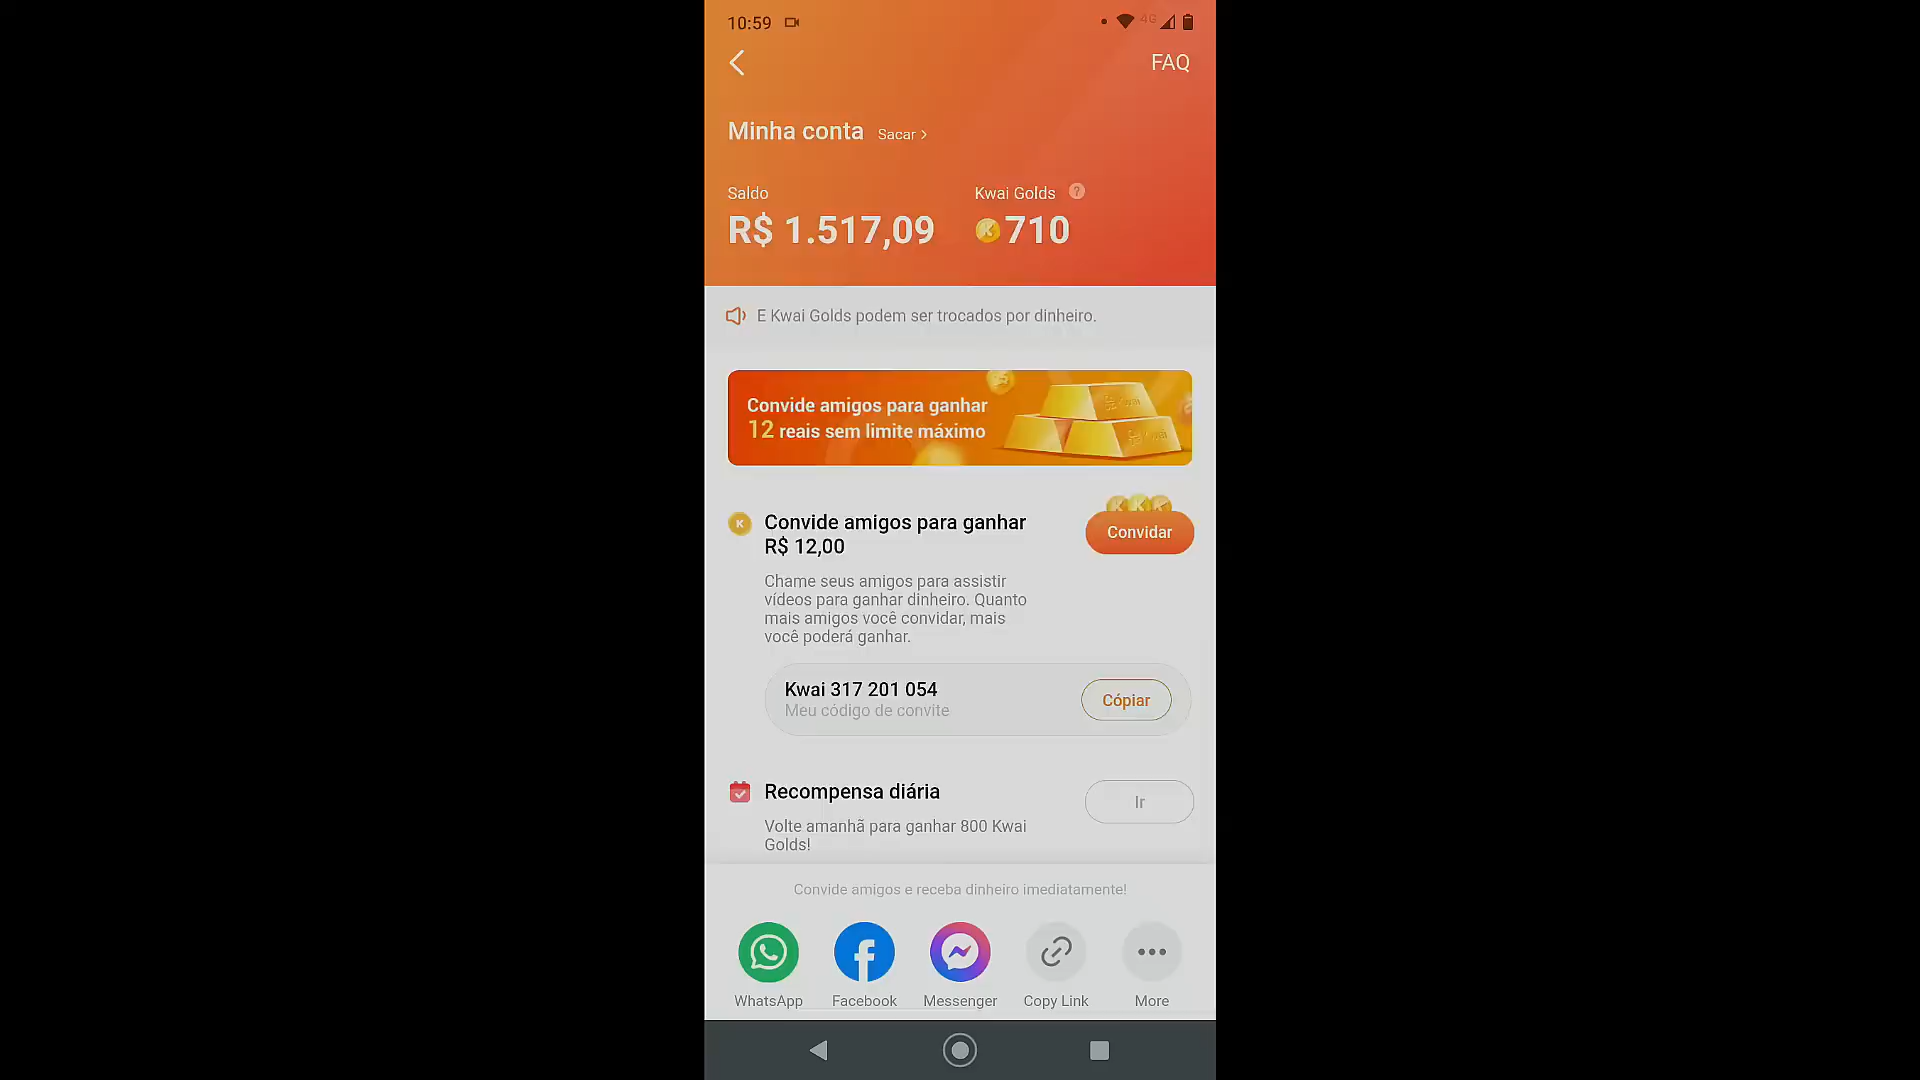 10:59
4G
FAQ
Minha conta Sacar >
Saldo
Kwai Golds ?
R$ 1.517,09
710
E Kwai Golds podem ser trocados por dinheiro.
Convide amigos para ganhar
12 reais sem limite máximo
Convide amigos para ganhar
R$ 12,00
Convidar
Chame seus amigos para assistir
vídeos para ganhar dinheiro. Quanto
mais amigos você convidar, mais
você poderá ganhar.
Kwai 317 201 054
Meu código de convite
Cópiar
Recompensa diária
Ir
Volte amanhã para ganhar 800 Kwai
Golds!
Convide amigos e receba dinheiro imediatamente!
WhatsApp
Facebook
Messenger
Copy Link
More